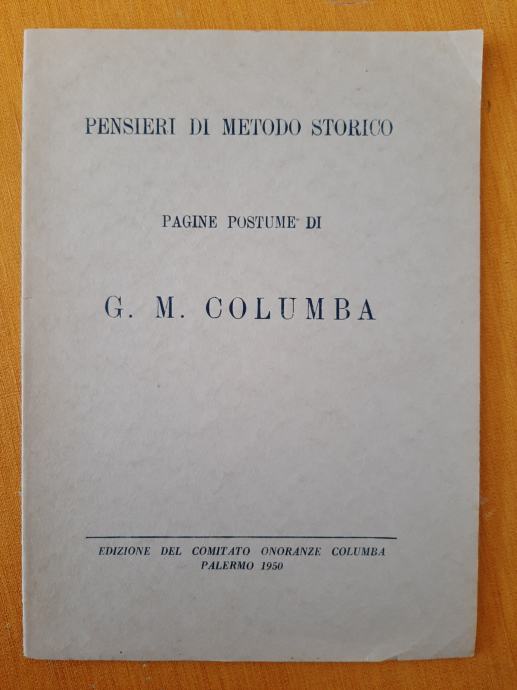 PENSIERI DI METODO STORICO
PAGINE POSTUME DI
G. M. COLUMBA
EDIZIONE DEL COMITATO ONORANZE COLUMBA
PALERMO 1950